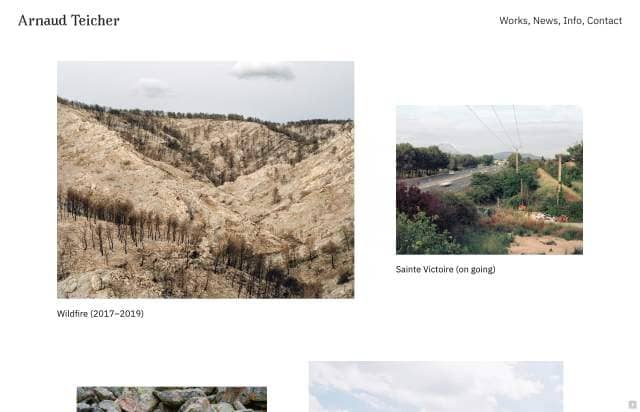 Arnaud Teicher
Works, News, Info, Contact
Wildfire (2017–2019)
Sainte Victoire (on going)